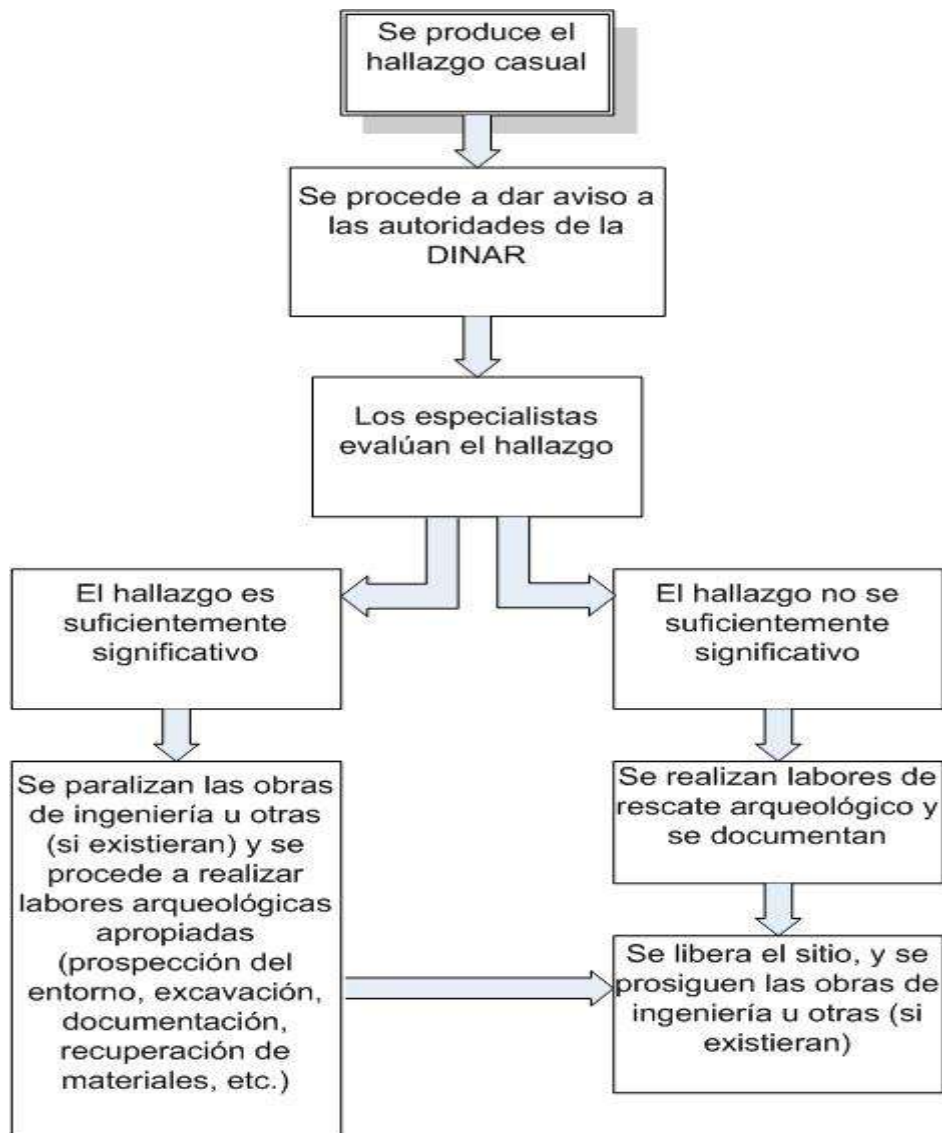 Se produce el
hallazgo casual
Se procede a dar aviso a
las autoridades de la
DINAR
Los especialistas
evalúan el hallazgo
El hallazgo es
suficientemente
significativo
El hallazgo no se
suficientemente
significativo
Se paralizan las obras
de ingeniería u otras
(si existieran) y se
procede a realizar
labores arqueológicas
apropiadas
(prospección del
entorno, excavación,
documentación,
recuperación de
materiales, etc.)
Se realizan labores de
rescate arqueológico y
se documentan
Se libera el sitio, y se
prosiguen las obras de
ingeniería u otras (si
existieran)